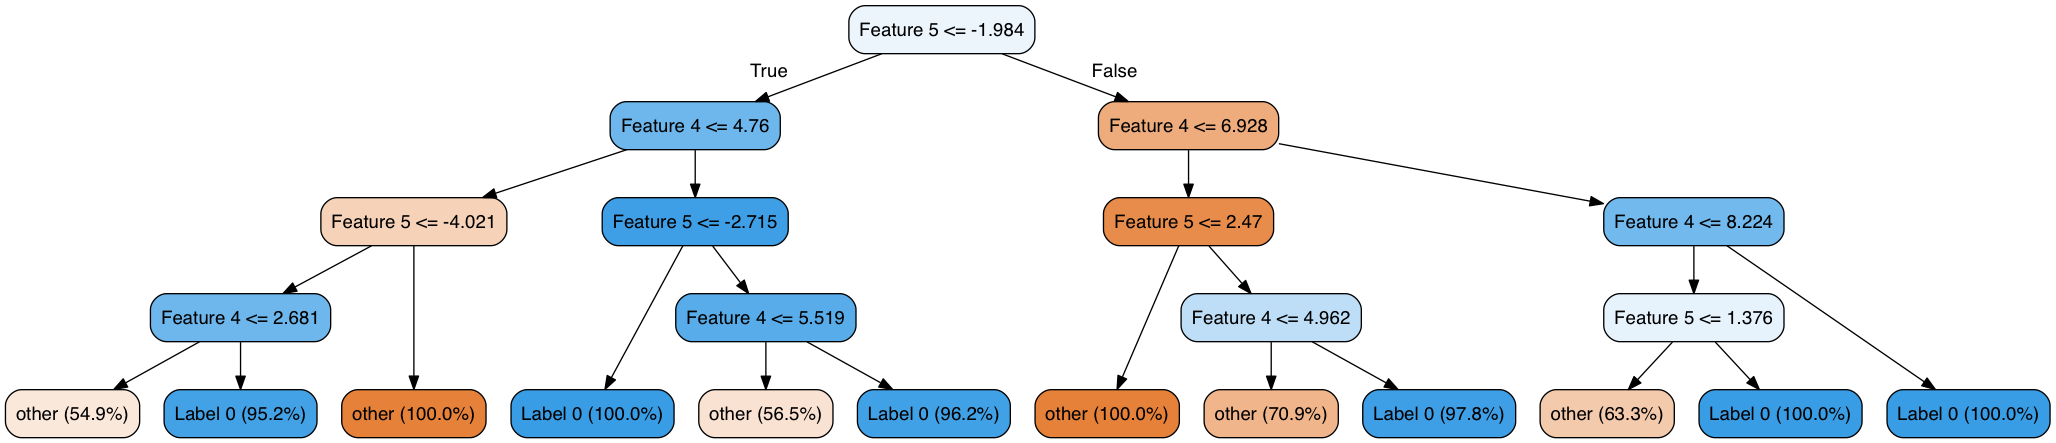 Feature 5 <= -1.984
True
False
Feature 4 <= 4.76
Feature 4 <= 6.928
Feature 5 <= -4.021
Feature 5 <= -2.715
Feature 5 <= 2.47
Feature 4 <= 8.224
Feature 4 <= 2.681
Feature 4 <= 5.519
Feature 4 <= 4.962
Feature 5 <= 1.376
other (54.9%)
Label 0 (95.2%)
other (100.0%)
Label 0 (100.0%)
other (56.5%)
Label 0 (96.2%)
other (100.0%)
other (70.9%)
Label 0 (97.8%)
other (63.3%)
Label 0 (100.0%)
Label 0 (100.0%)